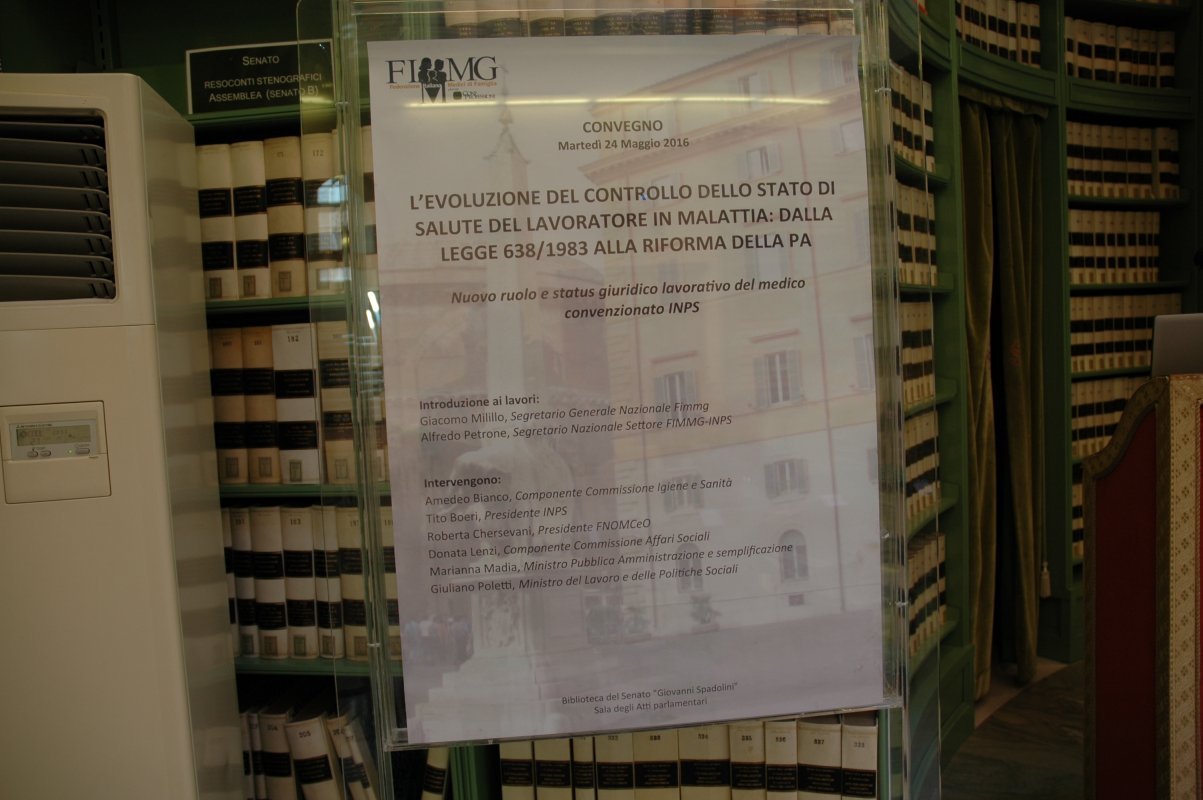 SENATO
RESOCONTI STENOGRAFICI
ASSEMBLEA (SENATO B)
FIMMG
Federazione Italiana Medici di Famiglia
CONVEGNO
Martedì 24 Maggio 2016
L'EVOLUZIONE DEL CONTROLLO DELLO STATO DI
SALUTE DEL LAVORATORE IN MALATTIA: DALLA
LEGGE 638/1983 ALLA RIFORMA DELLA PA
Nuovo ruolo e status giuridico lavorativo del medico
convenzionato INPS
Introduzione ai lavori:
Giacomo Milillo, Segretario Generale Nazionale Fimmg
Alfredo Petrone, Segretario Nazionale Settore FIMMG-INPS
Intervengono:
Amedeo Bianco, Componente Commissione Igiene e Sanità
Tito Boeri, Presidente INPS
Roberta Chersevani, Presidente FNOMCeO
Donata Lenzi, Componente Commissione Affari Sociali
Marianna Madia, Ministro Pubblica Amministrazione e semplificazione
Giuliano Poletti, Ministro del Lavoro e delle Politiche Sociali
Biblioteca del Senato "Giovanni Spadolini"
Sala degli Atti parlamentari